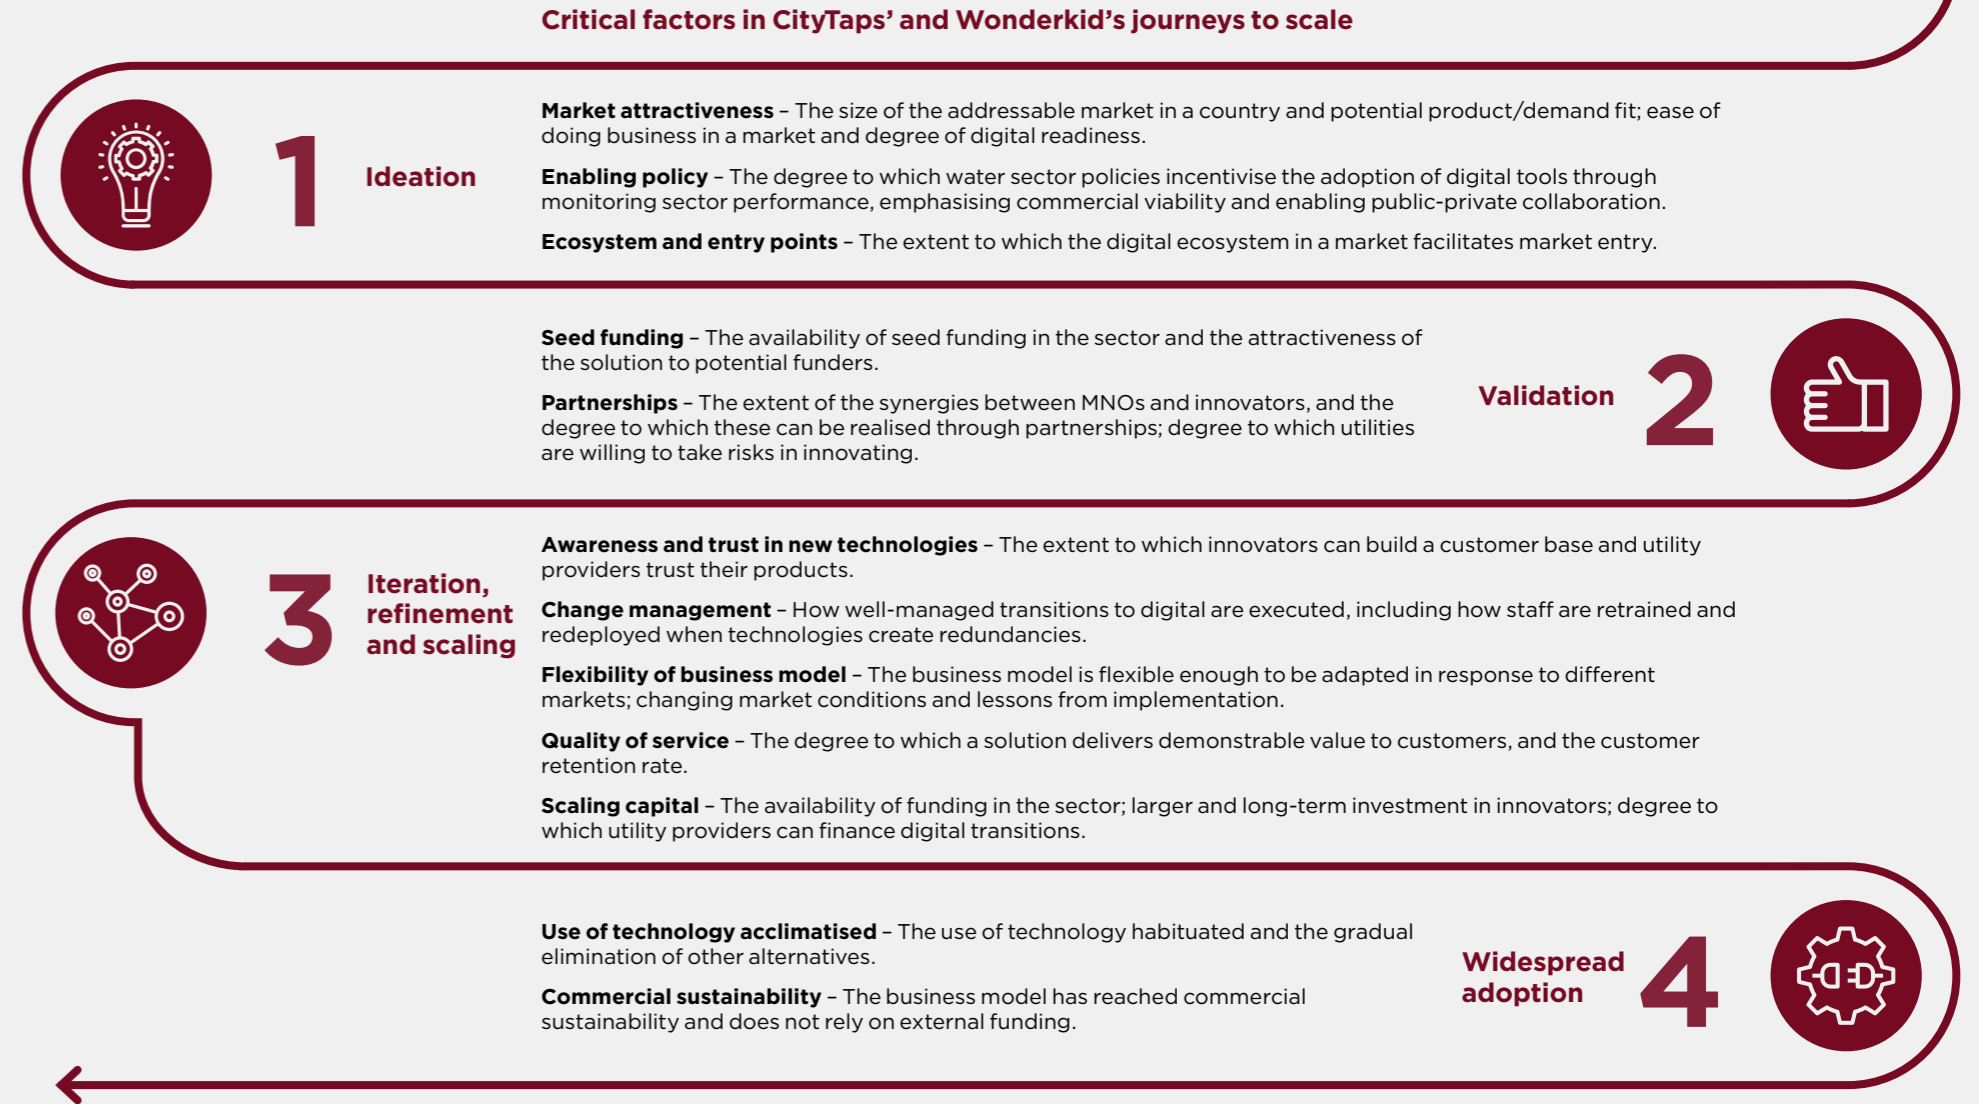 Critical factors in CityTaps’ and Wonderkid’s journeys to scale
1
Ideation
Market attractiveness – The size of the addressable market in a country and potential product/demand fit; ease of
doing business in a market and degree of digital readiness.
Enabling policy – The degree to which water sector policies incentivise the adoption of digital tools through
monitoring sector performance, emphasising commercial viability and enabling public-private collaboration.
Ecosystem and entry points – The extent to which the digital ecosystem in a market facilitates market entry.
Validation
2
Seed funding – The availability of seed funding in the sector and the attractiveness of
the solution to potential funders.
Partnerships – The extent of the synergies between MNOs and innovators, and the
degree to which these can be realised through partnerships; degree to which utilities
are willing to take risks in innovating.
3
Iteration,
refinement
and scaling
Awareness and trust in new technologies – The extent to which innovators can build a customer base and utility
providers trust their products.
Change management – How well-managed transitions to digital are executed, including how staff are retrained and
redeployed when technologies create redundancies.
Flexibility of business model – The business model is flexible enough to be adapted in response to different
markets; changing market conditions and lessons from implementation.
Quality of service – The degree to which a solution delivers demonstrable value to customers, and the customer
retention rate.
Scaling capital – The availability of funding in the sector; larger and long-term investment in innovators; degree to
which utility providers can finance digital transitions.
Widespread
adoption
4
Use of technology acclimatised – The use of technology habituated and the gradual
elimination of other alternatives.
Commercial sustainability – The business model has reached commercial
sustainability and does not rely on external funding.